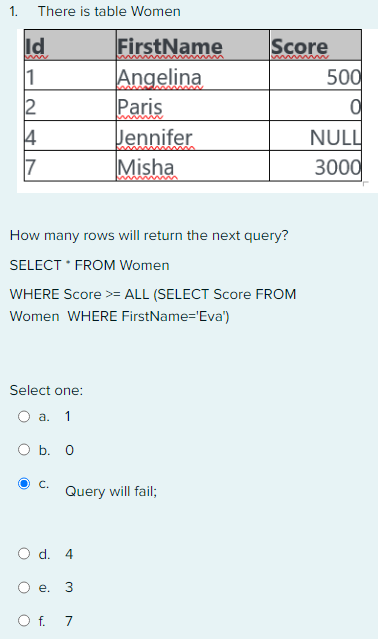 1. There is table Women
Id FirstName Score
1 Angelina 500
2 Paris 0
4 Jennifer NULL
7 Misha 3000
How many rows will return the next query?
SELECT * FROM Women
WHERE Score >= ALL (SELECT Score FROM
Women WHERE FirstName='Eva')
Select one:
a. 1
b. 0
c. Query will fail;
d. 4
e. 3
f. 7